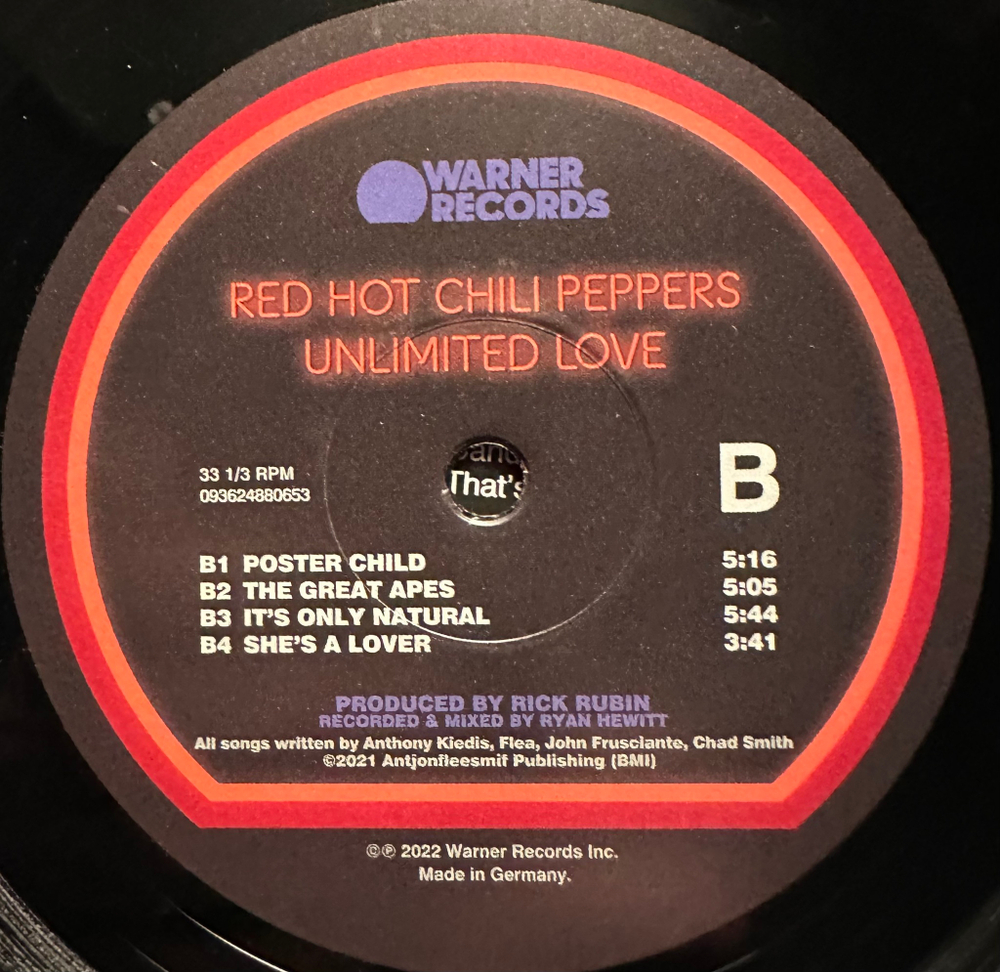 WARNER
RECORDS
RED HOT CHILI PEPPERS
UNLIMITED LOVE
33 1/3 RPM
093624880653
B
That's
B1 POSTER CHILD 5:16
B2 THE GREAT APES 5:05
B3 IT'S ONLY NATURAL 5:44
B4 SHE'S A LOVER 3:41
PRODUCED BY RICK RUBIN
RECORDED & MIXED BY RYAN HEWITT
All songs written by Anthony Kiedis, Flea, John Frusciante, Chad Smith
©2021 Antjonfleesmif Publishing (BMI)
©℗ 2022 Warner Records Inc.
Made in Germany.